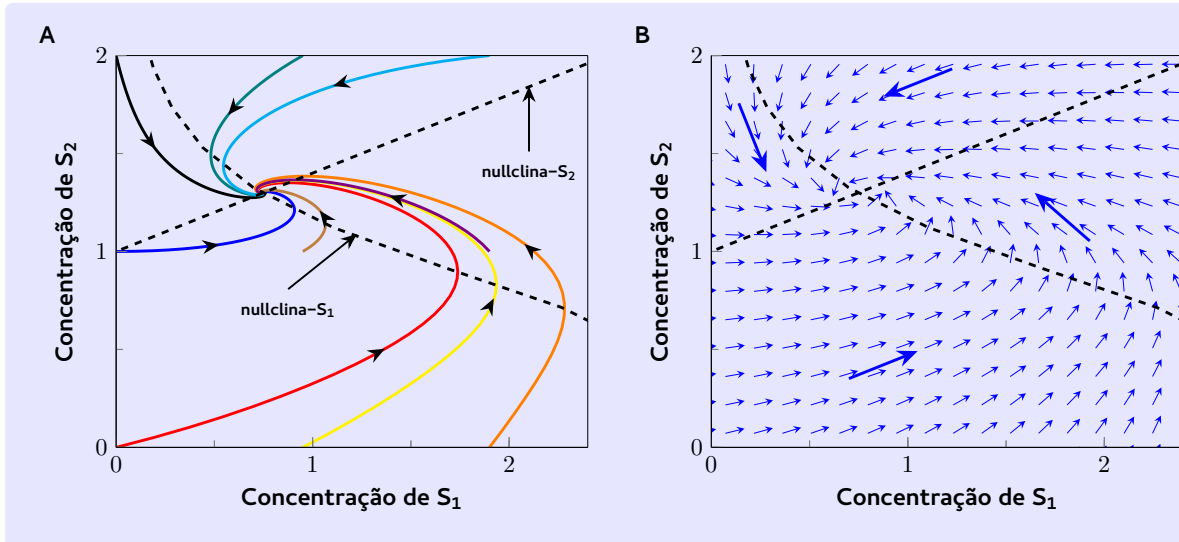 A
2
1
0
0
1
2
Concentração de S2
Concentração de S1
nullclina-S2
nullclina-S1
B
2
1
0
0
1
2
Concentração de S2
Concentração de S1